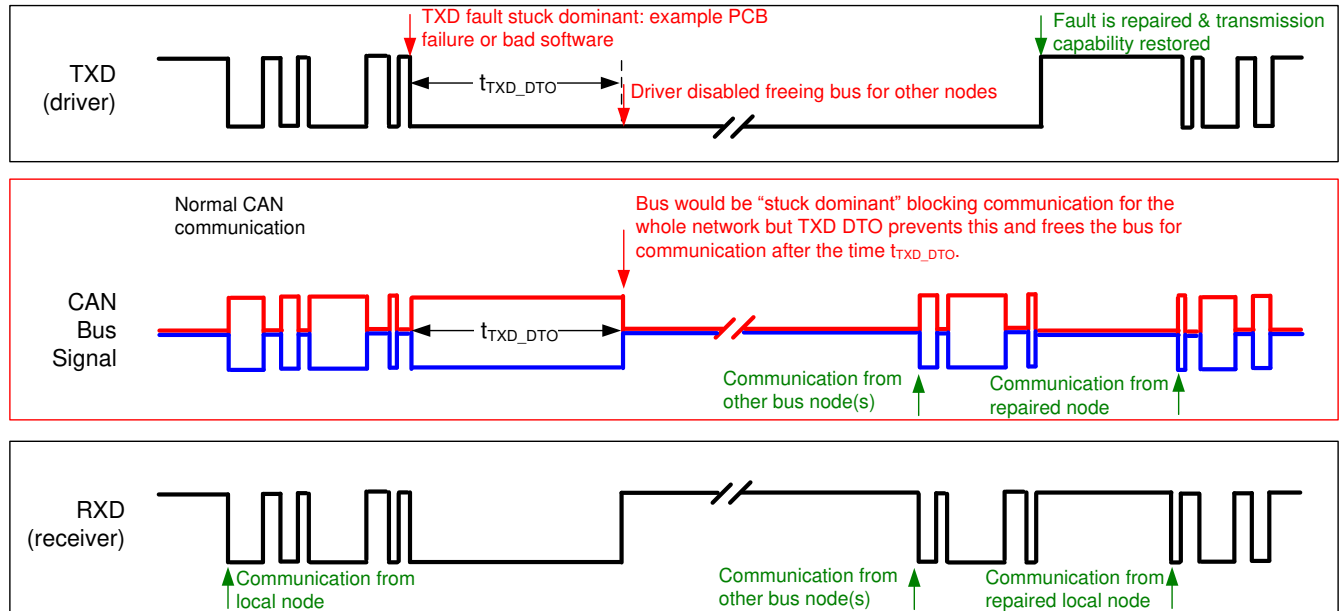 TXD fault stuck dominant: example PCB
failure or bad software
Fault is repaired & transmission
capability restored
TXD
(driver)
tTXD_DTO
Driver disabled freeing bus for other nodes
Normal CAN
communication
Bus would be “stuck dominant” blocking communication for the
whole network but TXD DTO prevents this and frees the bus for
communication after the time tTXD_DTO.
CAN
Bus
Signal
tTXD_DTO
Communication from
other bus node(s)
Communication from
repaired node
RXD
(receiver)
Communication from
local node
Communication from
other bus node(s)
Communication from
repaired local node